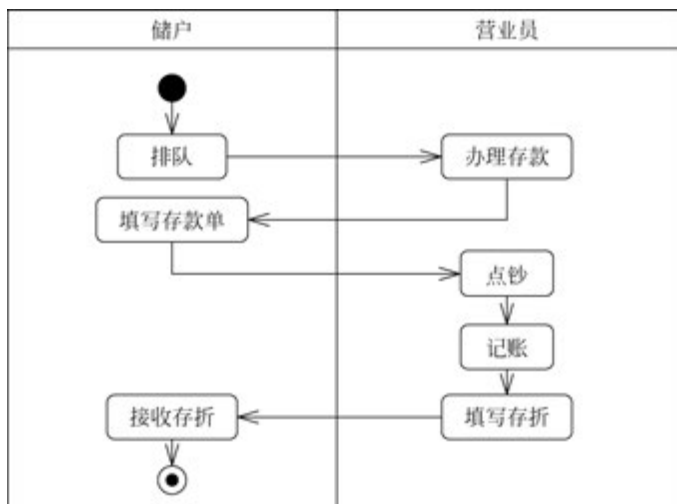 储户
营业员
排队
办理存款
填写存款单
点钞
记账
接收存折
填写存折